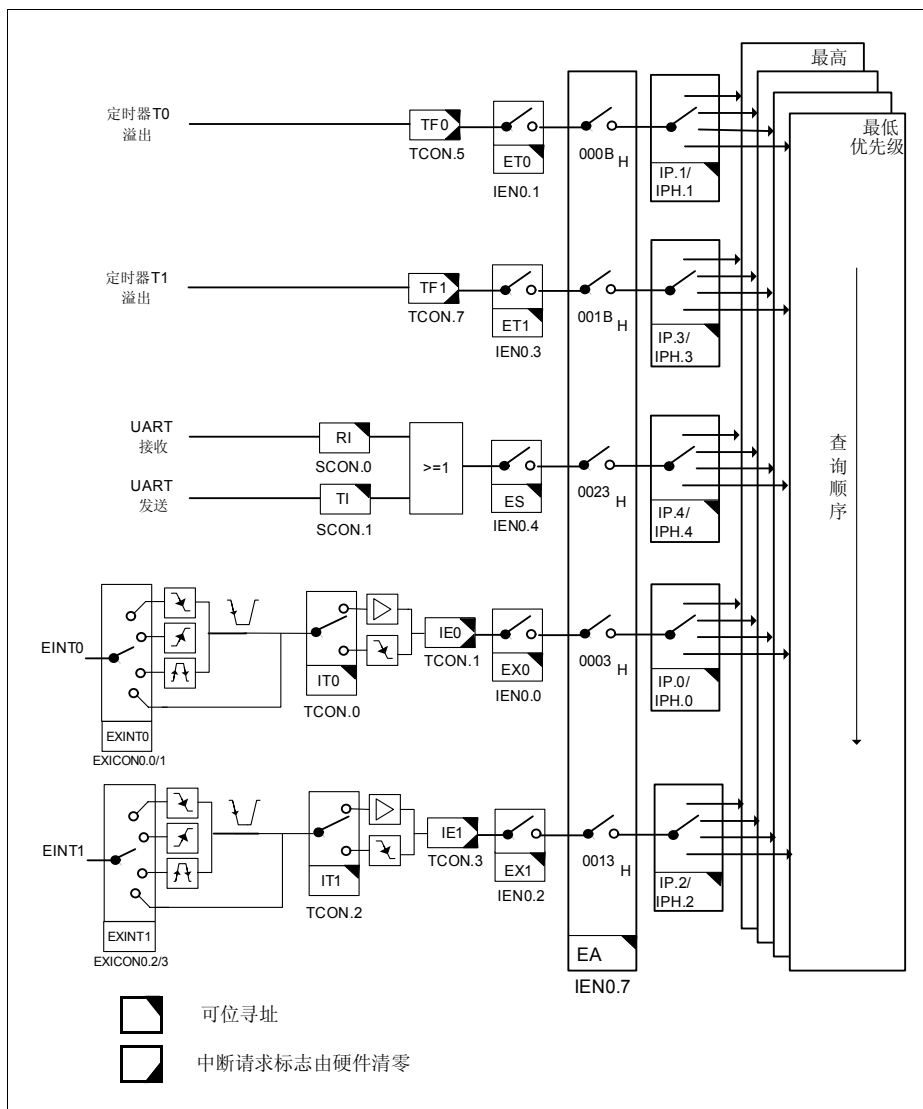 最高
最低
优先级
定时器T0
溢出
TF0
TCON.5
ET0
IEN0.1
000B H
IP.1/
IPH.1
定时器T1
溢出
TF1
TCON.7
ET1
IEN0.3
001B H
IP.3/
IPH.3
UART
接收
RI
SCON.0
UART
发送
TI
SCON.1
>=1
ES
IEN0.4
0023 H
IP.4/
IPH.4
查询顺序
EINT0
EXINT0
EXICON0.0/1
IT0
TCON.0
IE0
TCON.1
EX0
IEN0.0
0003 H
IP.0/
IPH.0
EINT1
EXINT1
EXICON0.2/3
IT1
TCON.2
IE1
TCON.3
EX1
IEN0.2
0013 H
IP.2/
IPH.2
EA
IEN0.7
可位寻址
中断请求标志由硬件清零